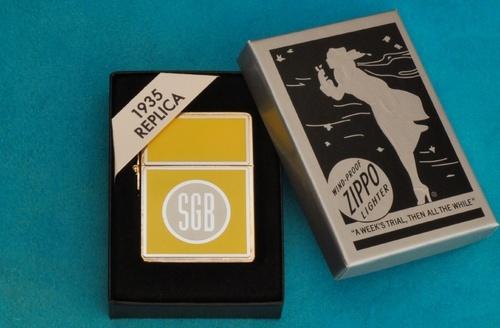 1935
REPLICA
SGB
WIND-PROOF
ZIPPO
LIGHTER
"A WEEK'S TRIAL, THEN ALL THE WHILE"